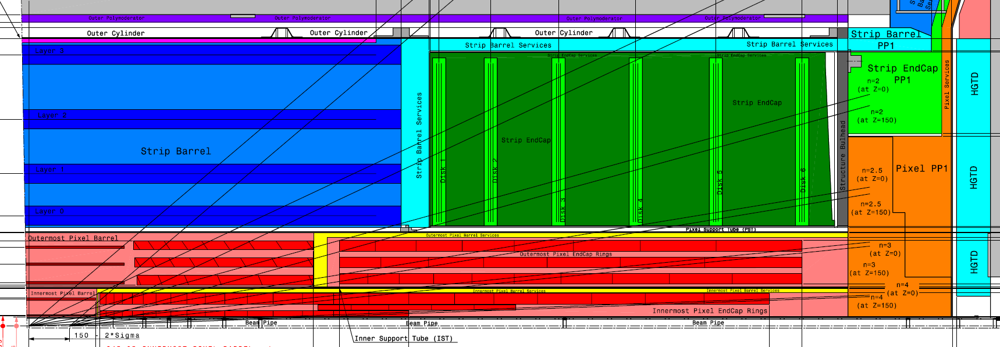 Outer Polymoderator
Outer Polymoderator
Outer Polymoderator
Outer Polymoderator
Outer Cylinder
Outer Cylinder
Outer Cylinder
Strip Barrel Services
Strip Barrel Services
Strip Barrel
PP1
Layer 3
Strip EndCap Services
Strip EndCap Services
Strip EndCap
PP1
n=2
(at Z=0)
n=2
(at Z=150)
Pixel Services
HGTD
Layer 2
Strip Barrel
Strip Barrel Services
Strip EndCap
Strip EndCap
Structure Bulhead
Layer 1
Disk 1
Disk 2
Disk 3
Disk 4
Disk 5
Disk 6
n=2.5
(at Z=0)
Pixel PP1
HGTD
n=2.5
(at Z=150)
Layer 0
Pixel Support Tube (PST)
Outermost Pixel Barrel
Outermost Pixel Barrel Services
Outermost Pixel EndCap Rings
n=3
(at Z=0)
n=3
(at Z=150)
HGTD
Innermost Pixel Barrel
Innermost Pixel Barrel Services
Innermost Pixel Barrel Services
n=4
(at Z=0)
n=4
(at Z=150)
Innermost Pixel EndCap Rings
Beam Pipe
Beam Pipe
Beam Pipe
150 - 2*Sigma
Inner Support Tube (IST)